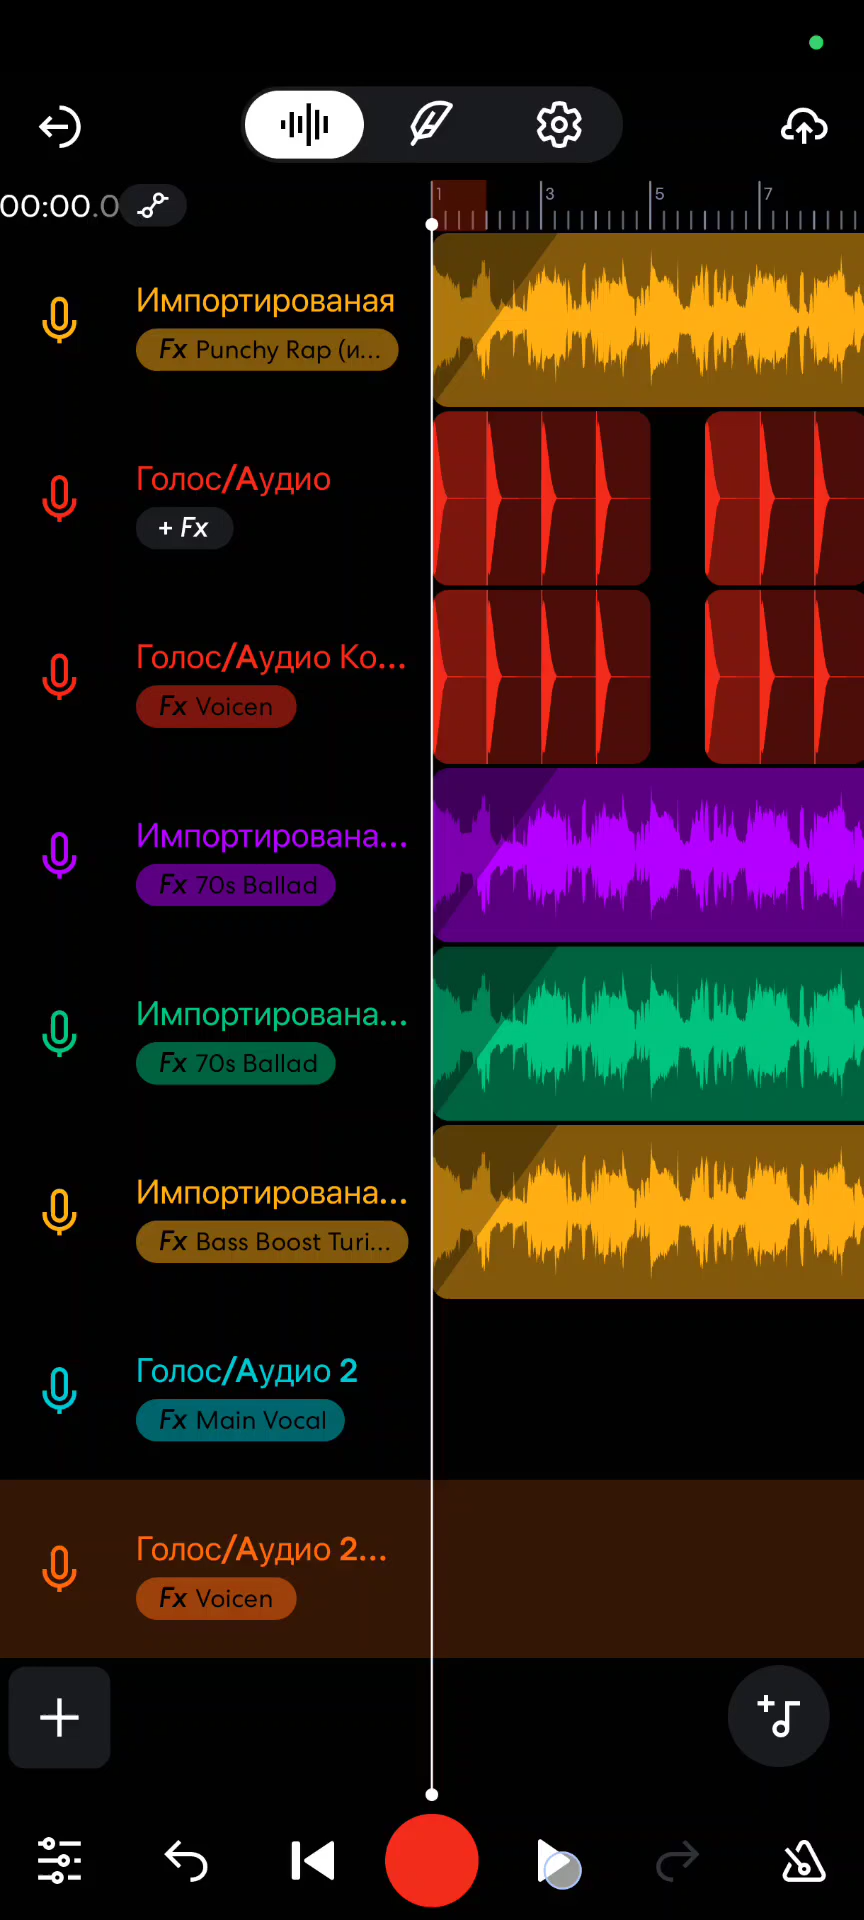 00:00.0
1 3 5 7
Импортированая
Fx Punchy Rap (и...
Голос/Аудио
+ Fx
Голос/Аудио Ко...
Fx Voicen
Импортирована...
Fx 70s Ballad
Импортирована...
Fx 70s Ballad
Импортирована...
Fx Bass Boost Turi...
Голос/Аудио 2
Fx Main Vocal
Голос/Аудио 2...
Fx Voicen